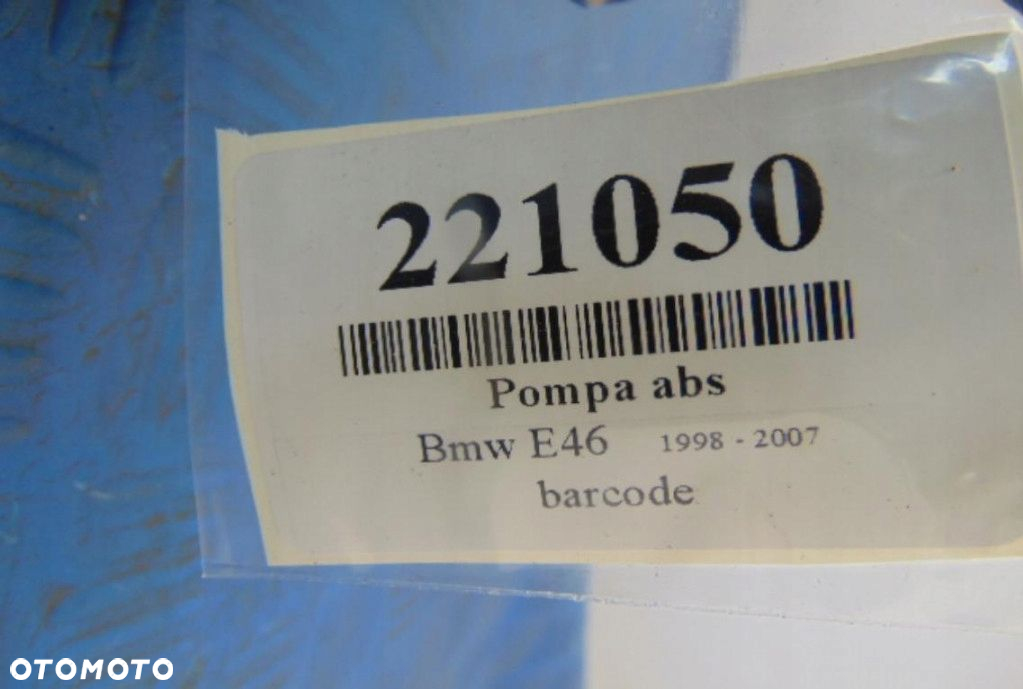 221050
Pompa abs
Bmw E46 1998 - 2007
barcode
OTOMOTO